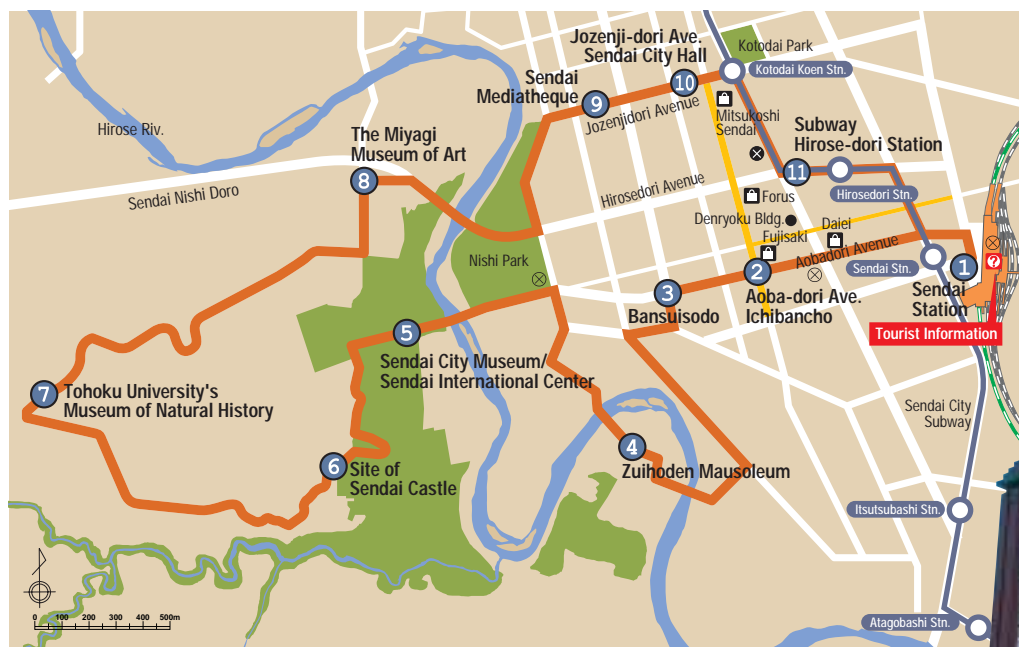 Jozenji-dori Ave.
Sendai City Hall
Kotodai Park
Kotodai Koen Stn.
10
Sendai
Mediatheque
9
Jozenjidori Avenue
Mitsukoshi
Sendai
Hirose Riv.
The Miyagi
Museum of Art
8
Subway
Hirose-dori Station
11
Hirosedori Stn.
Sendai Nishi Doro
Hirosedori Avenue
Forus
Denryoku Bldg.
Daiei
Fujisaki
Aobadori Avenue
Nishi Park
Sendai Stn.
1
?
Sendai
Station
2
Aoba-dori Ave.
Ichibancho
3
Bansuisodo
Tourist Information
5
Sendai City Museum/
Sendai International Center
7
Tohoku University's
Museum of Natural History
Sendai City
Subway
4
Zuihoden Mausoleum
6
Site of
Sendai Castle
Itsutsubashi Stn.
Atagobashi Stn.
0 100 200 300 400 500m